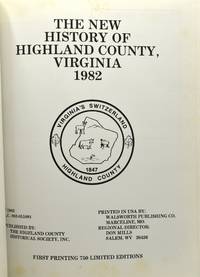 THE NEW
HISTORY OF
HIGHLAND COUNTY,
VIRGINIA
1982
VIRGINIA'S SWITZERLAND
1847
HIGHLAND COUNTY
PUBLISHED BY:
THE HIGHLAND COUNTY
HISTORICAL SOCIETY, INC.
PRINTED IN USA BY:
WALSWORTH PUBLISHING CO.
MARCELINE, MO.
REGIONAL DIRECTOR:
DON MILLS
SALEM, WV 26426
FIRST PRINTING 750 LIMITED EDITIONS